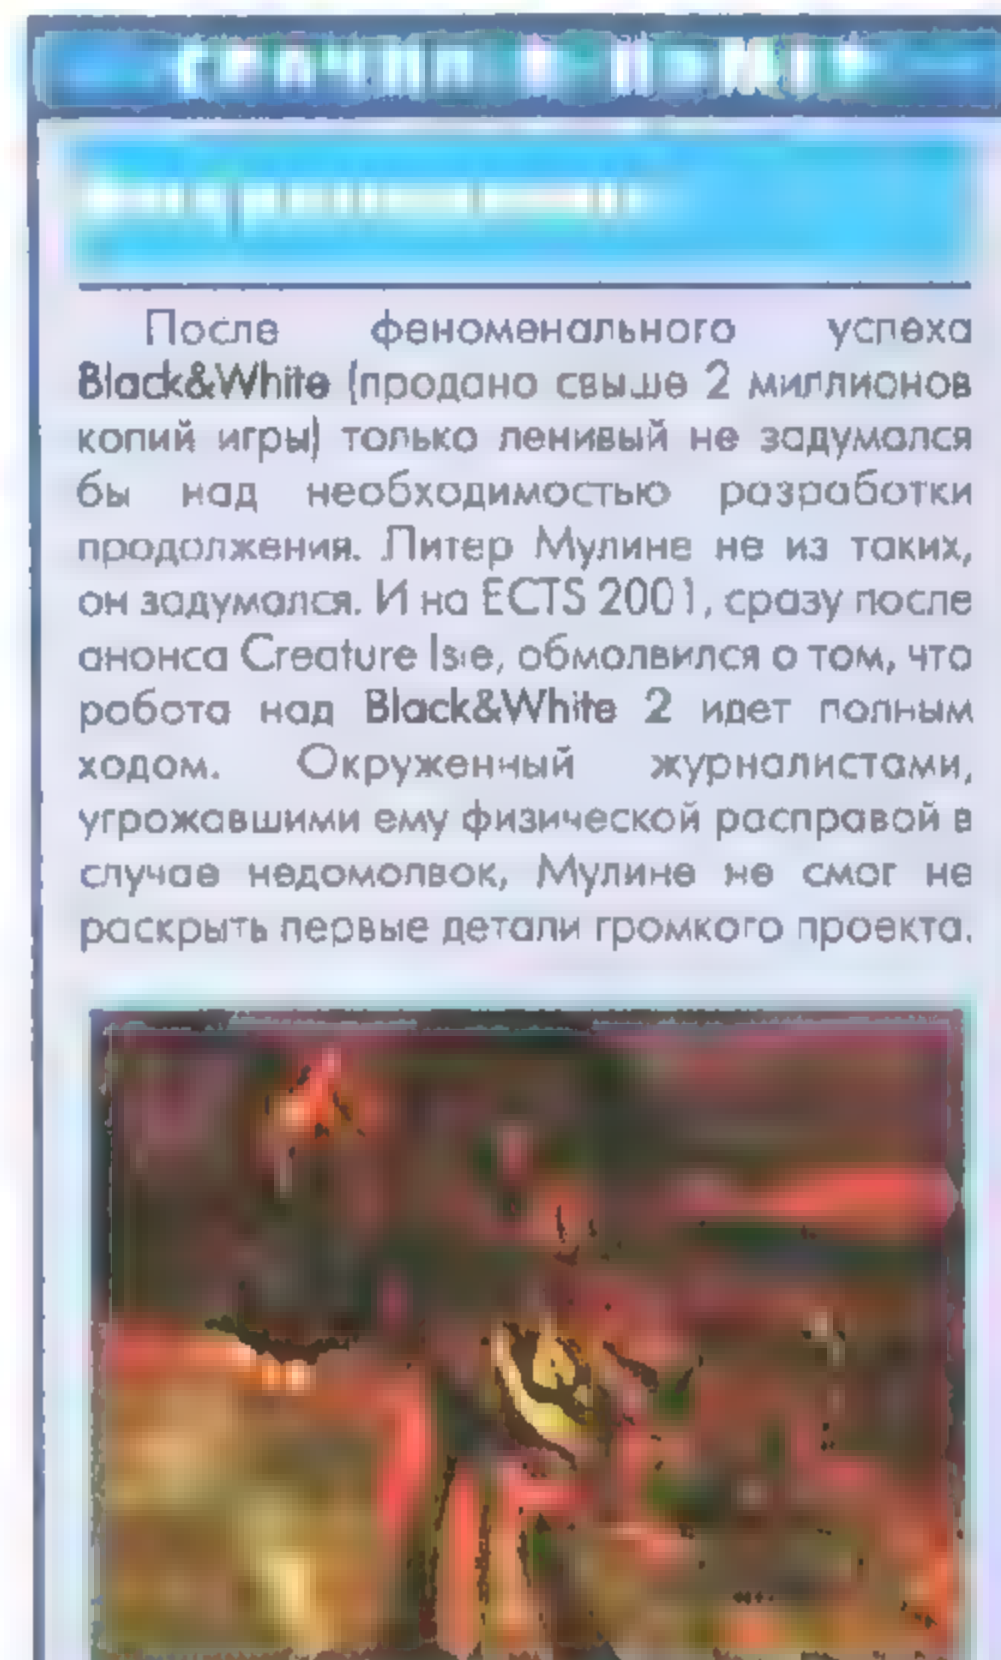 СРОЧНО В НОМЕР
После феноменального успеха
Black&White (продано свыше 2 миллионов
копий игры) только ленивый не задумался
бы над необходимостью разработки
продолжения. Питер Мулине не из таких,
он задумался. И на ECTS 2001, сразу после
анонса Creature Isle, обмолвился о том, что
работа над Black&White 2 идет полным
ходом. Окруженный журналистами,
угрожавшими ему физической расправой в
случае недомолвок, Мулине не смог не
раскрыть первые детали громкого проекта.